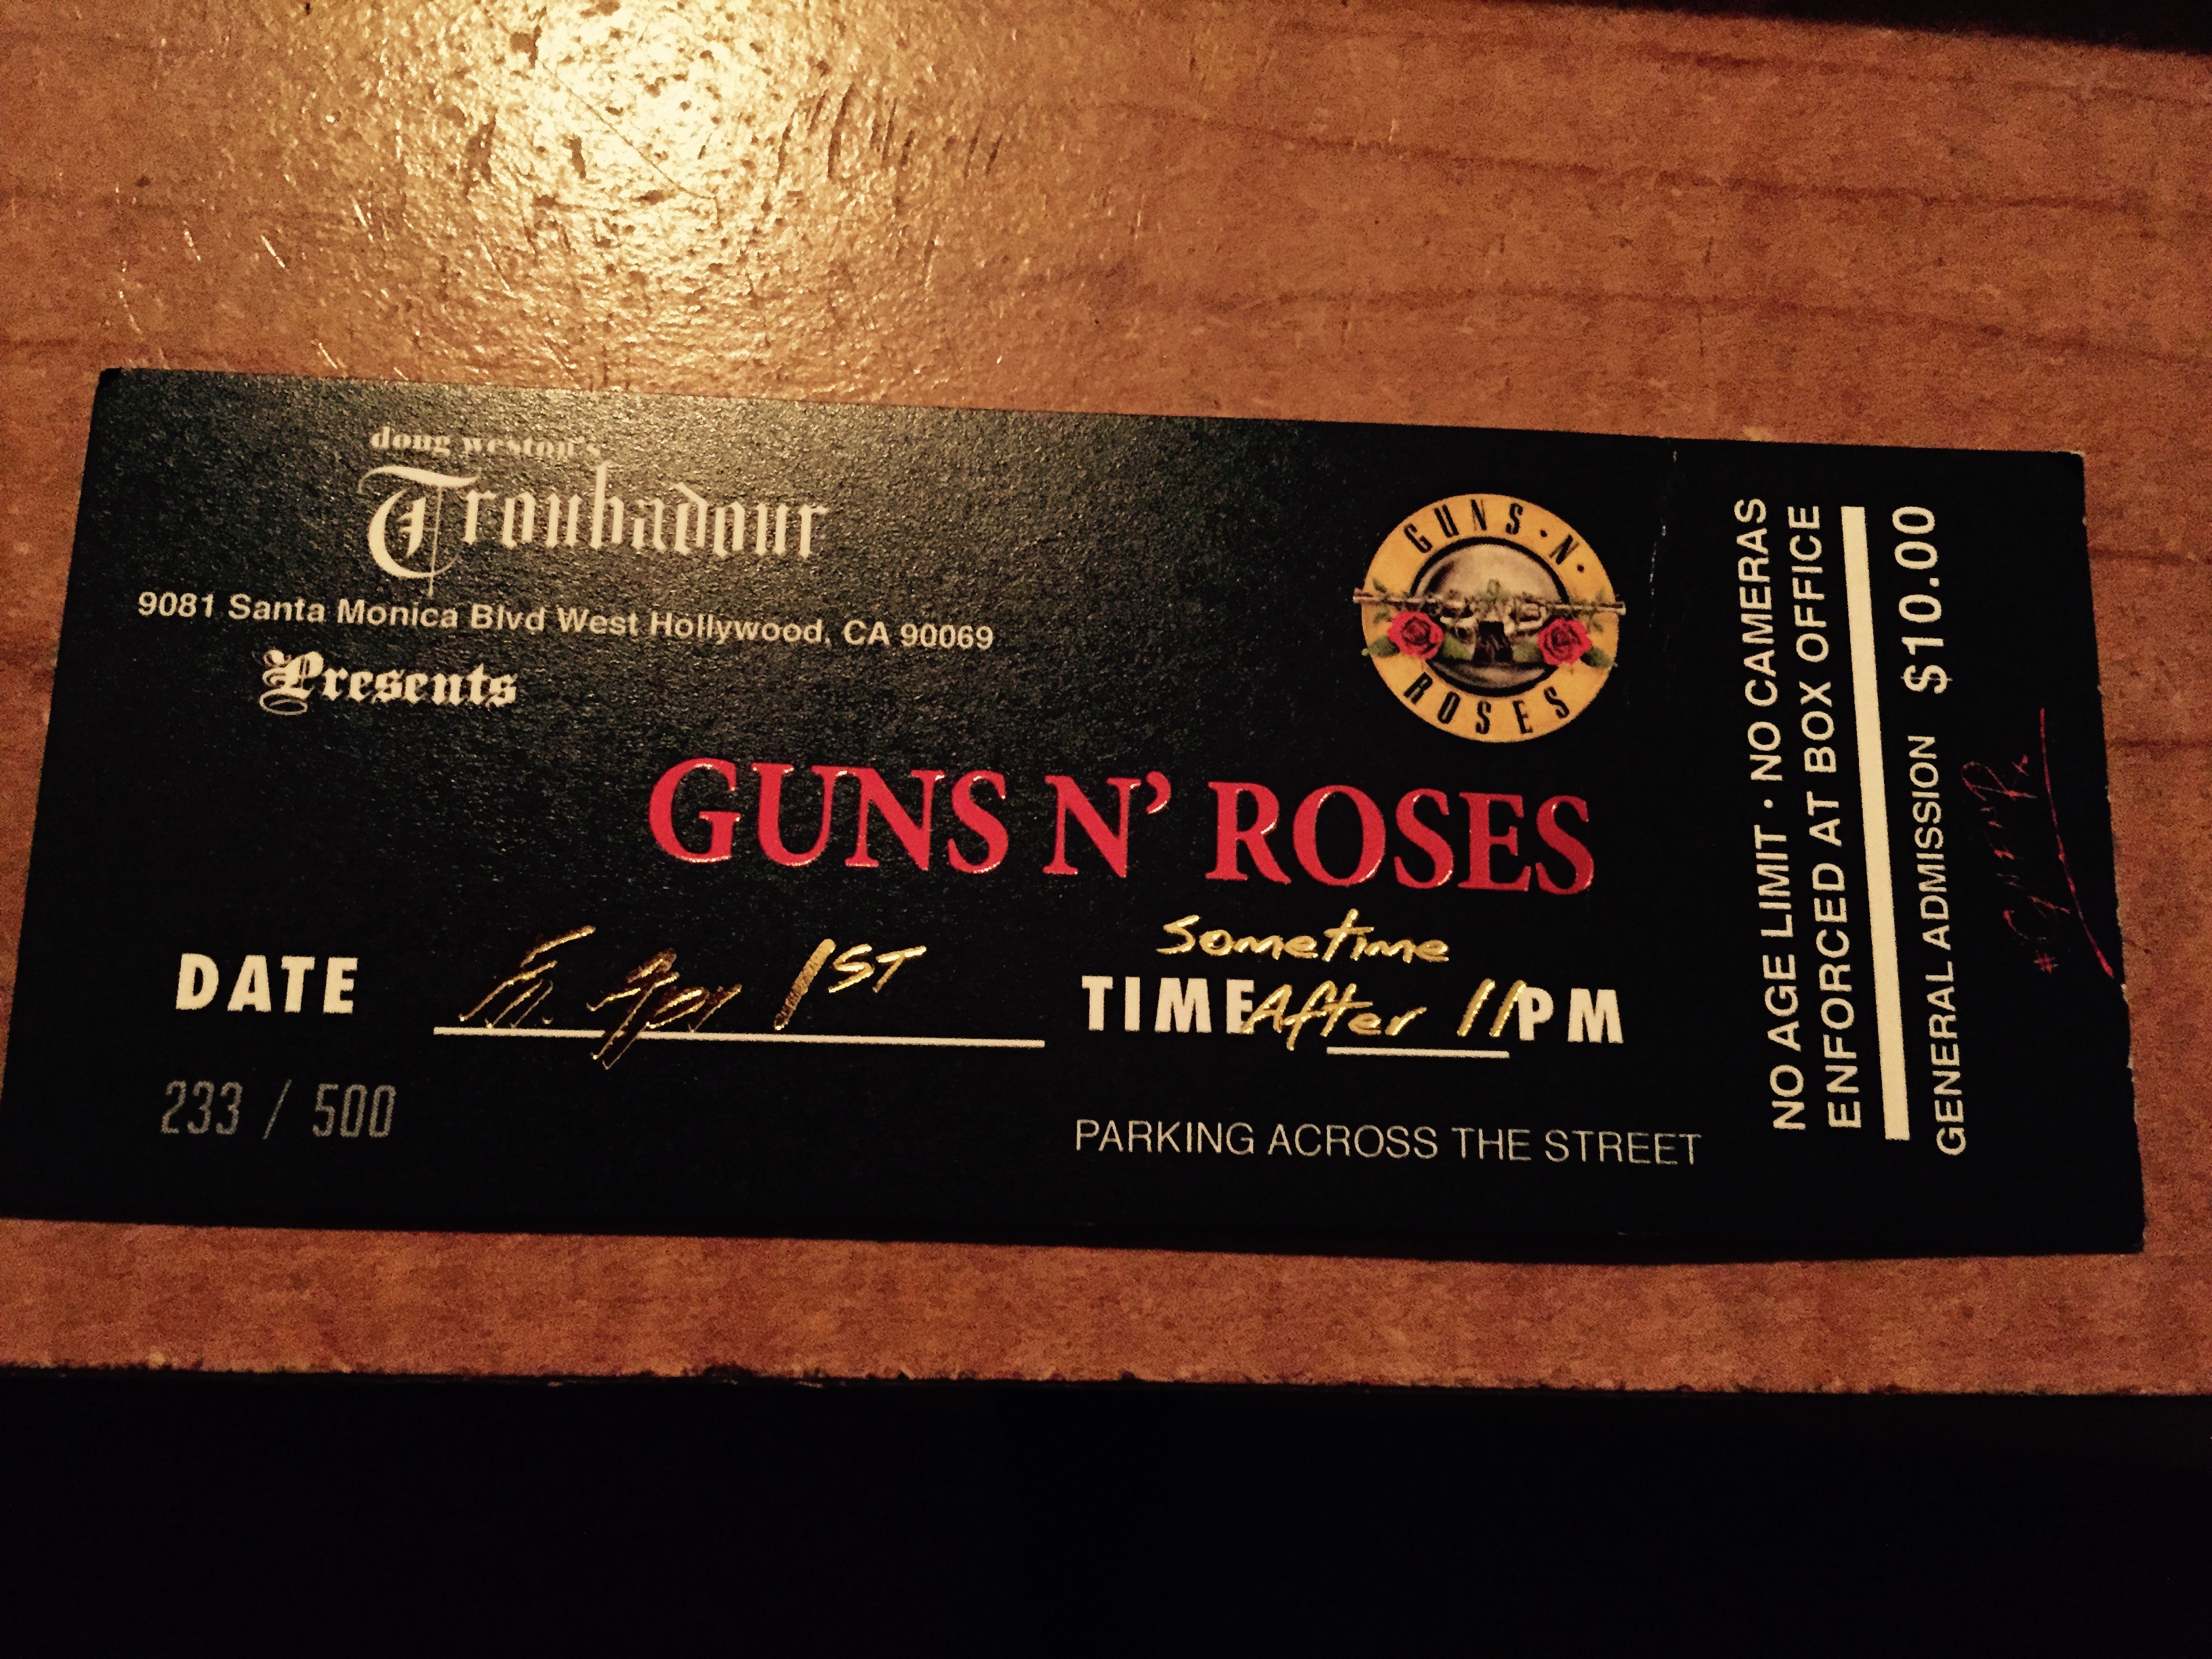 doug weston's
Troubadour
9081 Santa Monica Blvd West Hollywood, CA 90069
Presents
GUNS · N ·
ROSES
GUNS N' ROSES
DATE Fri. Apr 1ST
Sometime
TIME After 11 PM
233 / 500
PARKING ACROSS THE STREET
NO AGE LIMIT · NO CAMERAS
ENFORCED AT BOX OFFICE
GENERAL ADMISSION $10.00